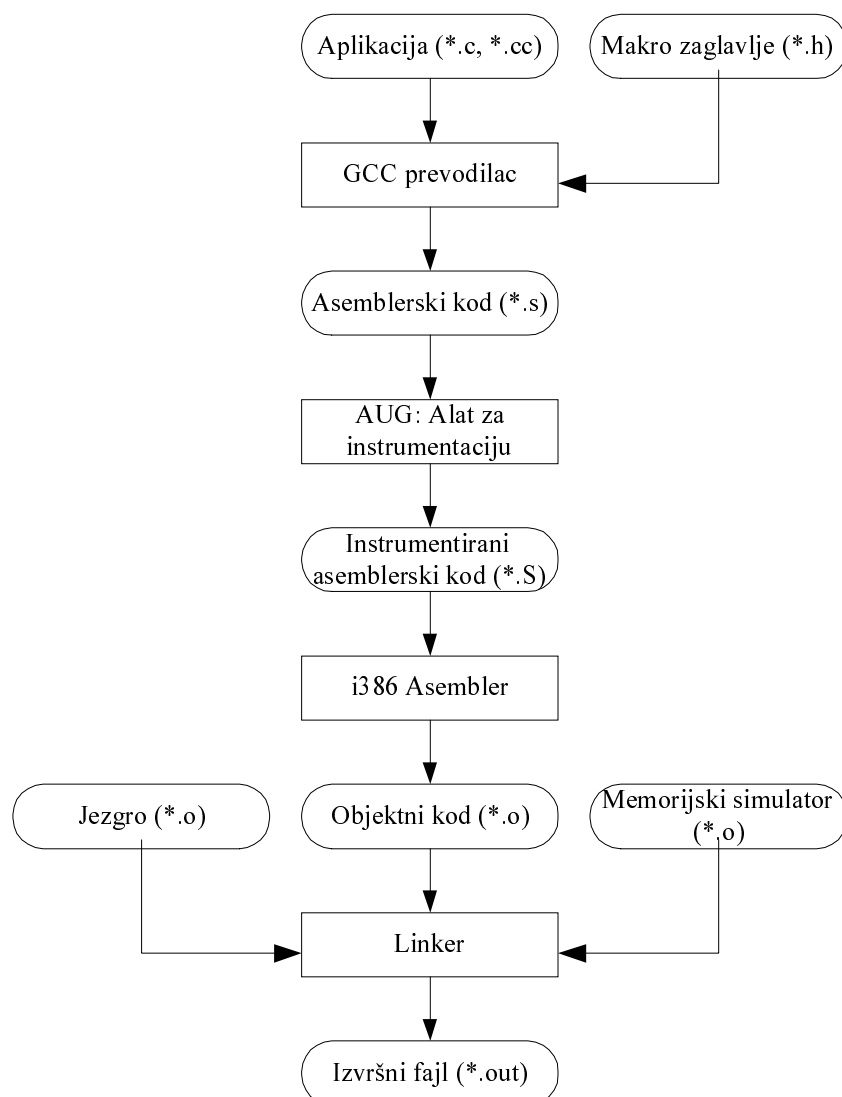 Aplikacija (*.c, *.cc)
Makro zaglavlje (*.h)
GCC prevodilac
Asemblerski kod (*.s)
AUG: Alat za
instrumentaciju
Instrumentirani
asemblerski kod (*.S)
i386 Asembler
Jezgro (*.o)
Objektni kod (*.o)
Memorijski simulator
(*.o)
Linker
Izvršni fajl (*.out)